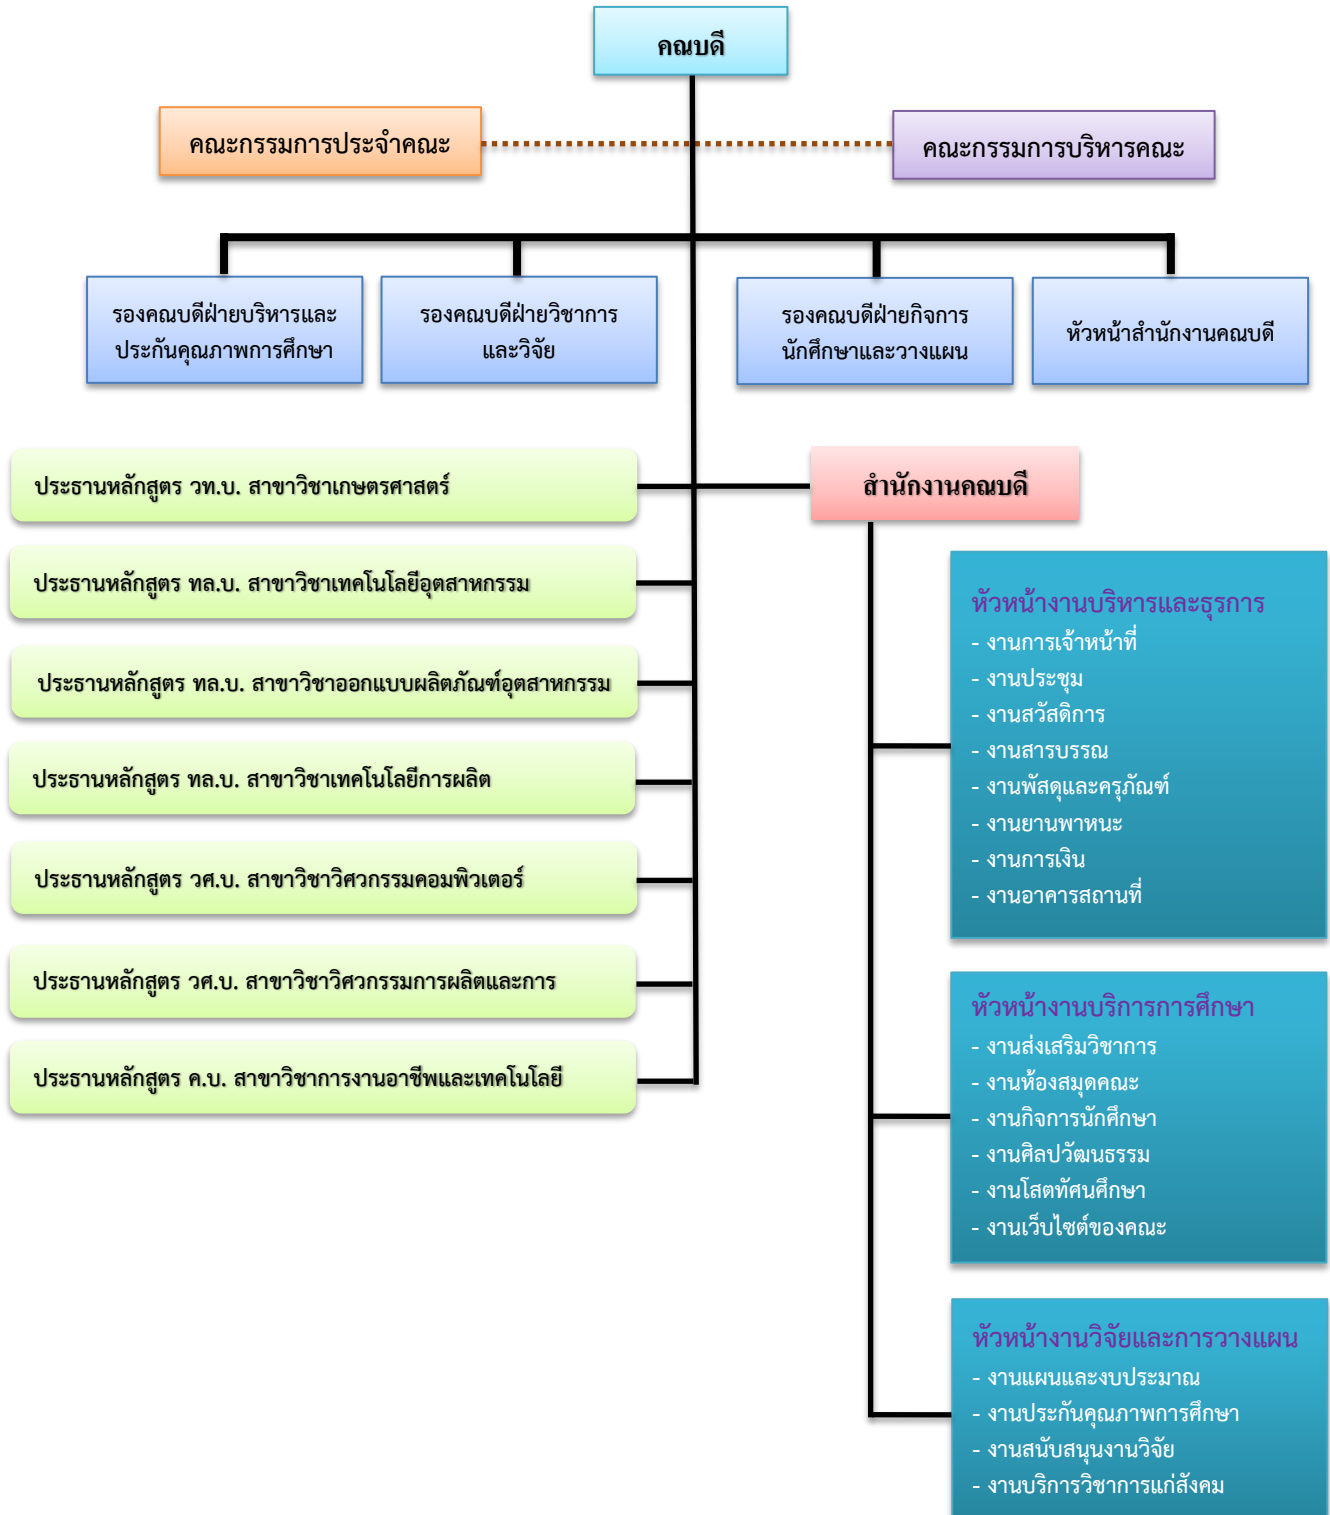 คณบดี
คณะกรรมการประจำคณะ
คณะกรรมการบริหารคณะ
รองคณบดีฝ่ายบริหารและ
ประกันคุณภาพการศึกษา
รองคณบดีฝ่ายวิชาการ
และวิจัย
รองคณบดีฝ่ายกิจการ
นักศึกษาและวางแผน
หัวหน้าสำนักงานคณบดี
ประธานหลักสูตร วท.บ. สาขาวิชาเกษตรศาสตร์
ประธานหลักสูตร ทล.บ. สาขาวิชาเทคโนโลยีอุตสาหกรรม
ประธานหลักสูตร ทล.บ. สาขาวิชาออกแบบผลิตภัณฑ์อุตสาหกรรม
ประธานหลักสูตร ทล.บ. สาขาวิชาเทคโนโลยีการผลิต
ประธานหลักสูตร วศ.บ. สาขาวิชาวิศวกรรมคอมพิวเตอร์
ประธานหลักสูตร วศ.บ. สาขาวิชาวิศวกรรมการผลิตและการ
ประธานหลักสูตร ค.บ. สาขาวิชาการงานอาชีพและเทคโนโลยี
สำนักงานคณบดี
หัวหน้างานบริหารและธุรการ
- งานการเจ้าหน้าที่
- งานประชุม
- งานสวัสดิการ
- งานสารบรรณ
- งานพัสดุและครุภัณฑ์
- งานยานพาหนะ
- งานการเงิน
- งานอาคารสถานที่
หัวหน้างานบริการการศึกษา
- งานส่งเสริมวิชาการ
- งานห้องสมุดคณะ
- งานกิจการนักศึกษา
- งานศิลปวัฒนธรรม
- งานโสตทัศนศึกษา
- งานเว็บไซต์ของคณะ
หัวหน้างานวิจัยและการวางแผน
- งานแผนและงบประมาณ
- งานประกันคุณภาพการศึกษา
- งานสนับสนุนงานวิจัย
- งานบริการวิชาการแก่สังคม